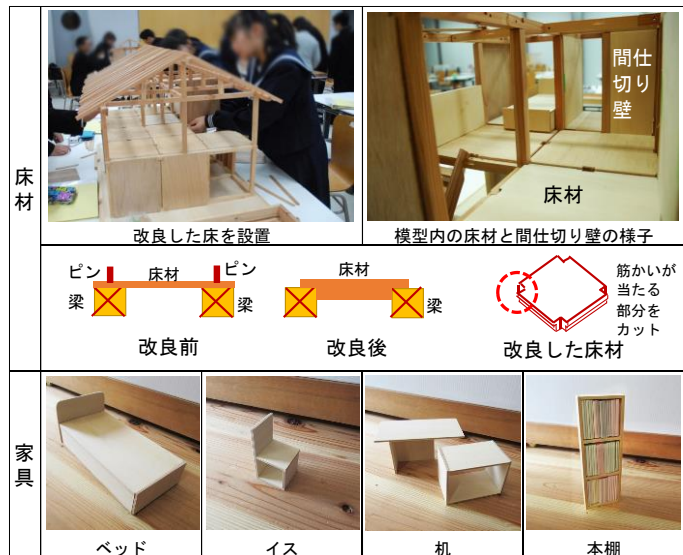 床材
間仕切り壁
床材
改良した床を設置
模型内の床材と間仕切り壁の様子
ピン
床材
ピン
梁
梁
改良前
床材
梁
改良後
筋かいが
当たる
部分を
カット
改良した床材
家具
ベッド
イス
机
本棚